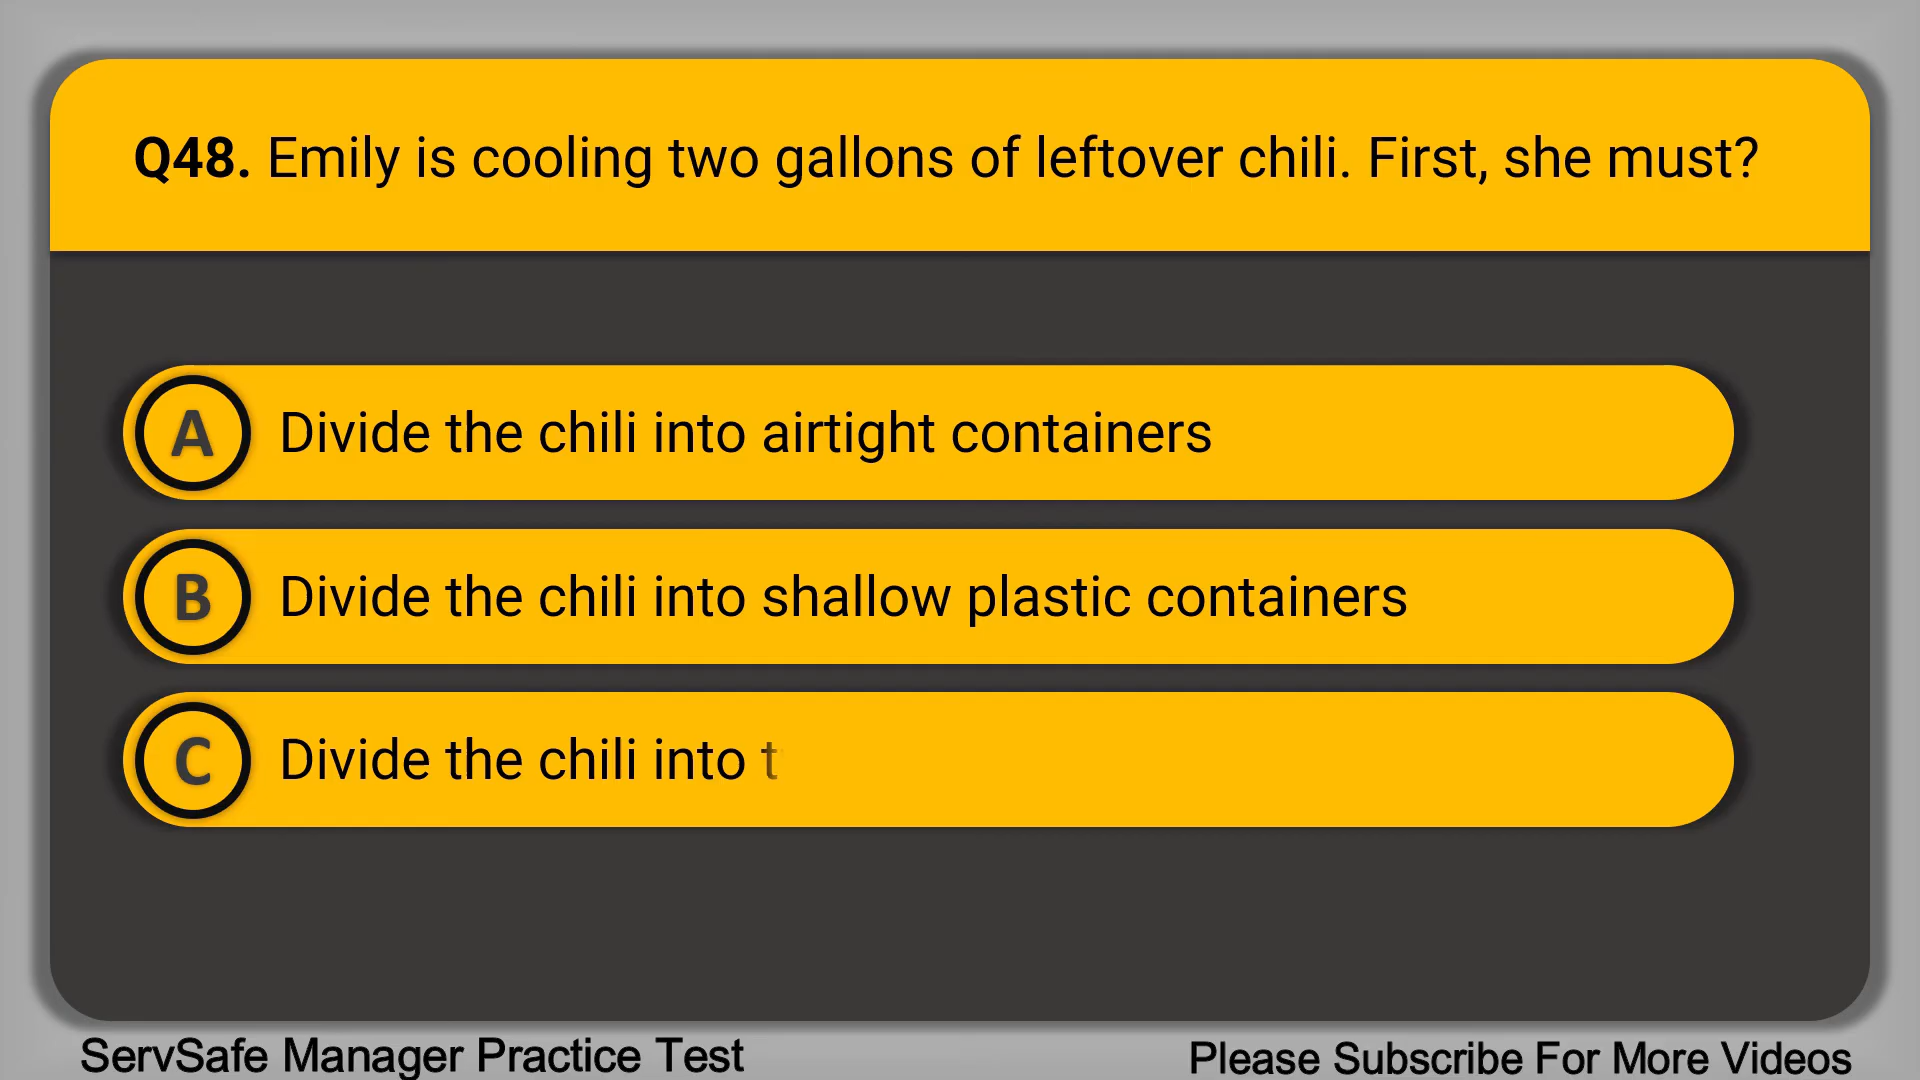 Q48. Emily is cooling two gallons of leftover chili. First, she must?
A Divide the chili into airtight containers
B Divide the chili into shallow plastic containers
C Divide the chili into t
ServSafe Manager Practice Test
Please Subscribe For More Videos